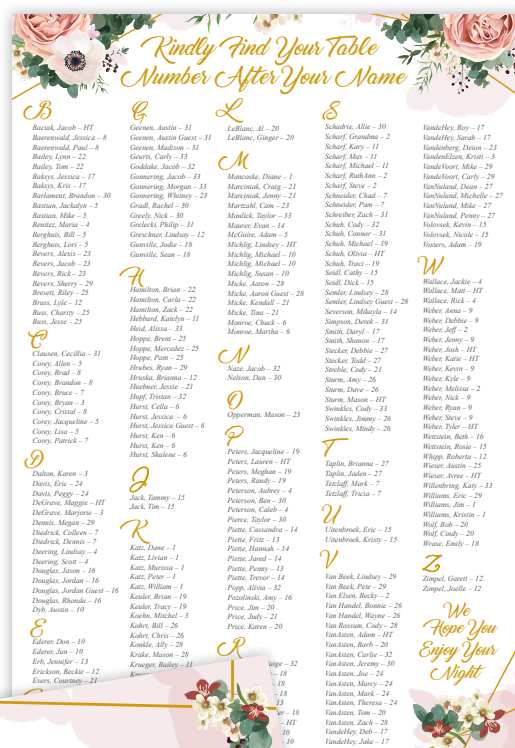 Kindly Find Your Table
Number After Your Name
B
Baciak, Jacob – HT
Baerenwald, Jessica – 8
Baerenwald, Paul – 8
Bailey, Lynn – 22
Bailey, Tom – 22
Baksys, Jessica – 17
Baksys, Kris – 17
Barlament, Brandon – 30
Bastian, Jackalyn – 5
Bastian, Mike – 5
Benitez, Maria – 4
Berghuis, Bill – 5
Berghuis, Lori – 5
Bevers, Alexis – 23
Bevers, Jacob – 23
Bevers, Rick – 23
Bevers, Sherry – 29
Bresett, Riley – 25
Bruss, Lyle – 12
Buss, Charity – 25
Buss, Jesse – 25
C
Clausen, Cecillia – 31
Corey, Allen – 5
Corey, Brad – 8
Corey, Brandon – 8
Corey, Bruce – 7
Corey, Bryan – 3
Corey, Cristal – 8
Corey, Jacqueline – 5
Corey, Lisa – 5
Corey, Patrick – 7
D
Dalton, Karen – 3
Davis, Eric – 24
Davis, Peggy – 24
DeGrave, Maggie – HT
DeGrave, Marjorie – 3
Dennis, Megan – 29
Diedrick, Colleen – 7
Diedrick, Dennis – 7
Deering, Lindsay – 4
Deering, Scott – 4
Douglas, Jason – 16
Douglas, Jordan – 16
Douglas, Jordan Guest – 16
Douglas, Rhonda – 16
Dyb, Austin – 10
E
Ederer, Don – 10
Ederer, Jan – 10
Erb, Jennifer – 13
Erickson, Beckie – 12
Evers, Courtney – 21
G
Geenen, Austin – 31
Geenen, Austin Guest – 31
Geenen, Madison – 31
Geurts, Carly – 33
Goddake, Jacob – 32
Gonnering, Jacob – 33
Gonnering, Morgan – 33
Gonnering, Whitney – 23
Gradl, Rachel – 30
Greely, Nick – 30
Grelecki, Philip – 31
Greschner, Lindsay – 12
Gunville, Jodie – 18
Gunville, Sean – 18
H
Hamilton, Brian – 22
Hamilton, Carla – 22
Hamilton, Zack – 22
Hebbard, Katelyn – 11
Heid, Alissa – 33
Hoppe, Brent – 25
Hoppe, Mercedez – 25
Hoppe, Pam – 25
Hrubes, Ryan – 29
Hruska, Brianna – 12
Huebner, Jessie – 21
Hupf, Tristan – 32
Hurst, Cella – 6
Hurst, Jessica – 6
Hurst, Jessica Guest – 6
Hurst, Ken – 6
Hurst, Ken – 6
Hurst, Shalene – 6
J
Jack, Tammy – 15
Jack, Tim – 15
K
Katz, Dane – 1
Katz, Livian – 1
Katz, Murissa – 1
Katz, Peter – 1
Katz, William – 1
Keuler, Brian – 19
Keuler, Tracy – 19
Koehn, Mitchel – 3
Kohrt, Bill – 26
Kohrt, Chris – 26
Konkle, Ally – 28
Krake, Mason – 28
Krueger, Bailey – 11
L
LeBlanc, Al – 20
LeBlanc, Ginger – 20
M
Mancoske, Diane – 1
Marciniak, Craig – 21
Marciniak, Jenny – 21
Martzahl, Cam – 23
Maulick, Taylor – 33
Maurer, Evan – 14
McGuire, Adam – 5
Michlig, Lindsey – HT
Michlig, Michael – 10
Michlig, Michael – 10
Michlig, Susan – 10
Micke, Aaron – 28
Micke, Aaron Guest – 28
Micke, Kendall – 21
Micke, Tina – 21
Monroe, Chuck – 6
Monroe, Martha – 6
N
Naze, Jacob – 32
Nelson, Dan – 30
O
Opperman, Mason – 23
P
Peters, Jacqueline – 19
Peters, Lauren – HT
Peters, Meghan – 19
Peters, Randy – 19
Peterson, Aubrey – 4
Peterson, Ben – 30
Peterson, Caleb – 4
Pierce, Taylor – 30
Piette, Cassandra – 14
Piette, Fritz – 13
Piette, Hannah – 14
Piette, Jared – 14
Piette, Penny – 13
Piette, Trevor – 14
Popp, Alivia – 32
Pozolinski, Amy – 16
Price, Jim – 20
Price, Judy – 21
Price, Karen – 20
R
S
Schadrie, Allie – 30
Scharf, Brandon – 2
Scharf, Kary – 11
Scharf, Max – 11
Scharf, Michael – 11
Scharf, RuthAnn – 2
Scharf, Steve – 2
Schneider, Chad – 7
Schneider, Pam – 7
Schreiber, Zach – 31
Schuh, Cody – 32
Schuh, Connor – 31
Schuh, Michael – 19
Schuh, Olivia – HT
Schuh, Traci – 19
Seidl, Cathy – 15
Seidl, Dick – 15
Semler, Lindsey – 28
Semler, Lindsey Guest – 28
Severson, Mikayla – 14
Simpson, Derek – 31
Smith, Daryl – 17
Smith, Shanon – 17
Stecker, Debbie – 27
Stecker, Todd – 27
Streble, Cody – 21
Sturm, Amy – 26
Sturm, Dave – 26
Sturm, Mason – HT
Swinkles, Cody – 33
Swinkles, Jimmy – 26
Swinkles, Mindy – 26
T
Taplin, Brianna – 27
Taplin, Jaden – 27
Tetzlaff, Mark – 7
Tetzlaff, Tricia – 7
U
Uitenbroek, Eric – 15
Uitenbroek, Kristy – 15
V
Van Beek, Lindsey – 29
Van Beek, Pete – 29
Van Elsen, Becky – 2
Van Handel, Bonnie – 26
Van Handel, Wayne – 26
Van Rossum, Cody – 28
VanAsten, Adam – HT
VanAsten, Barb – 20
VanAsten, Carlie – 32
VanAsten, Jeremy – 30
VanAsten, Joe – 24
VanAsten, Marcy – 24
VanAsten, Mark – 24
VanAsten, Theresa – 24
VanAsten, Tom – 20
VanAsten, Zach – 28
VandeHey, Deb – 17
VandeHey, Jake – 17
VandeHey, Roy – 17
VandeHey, Sarah – 17
Vandenberg, Deion – 23
VandenElzen, Kristi – 3
VandeVoort, Mike – 29
VandeVoort, Carly – 29
VanNuland, Dean – 27
VanNuland, Michelle – 27
VanNuland, Mike – 27
VanNuland, Penny – 27
Volovsek, Kevin – 15
Volovsek, Nicole – 15
Vosters, Adam – 19
W
Wallace, Jackie – 4
Wallace, Matt – HT
Wallace, Rick – 4
Weber, Anna – 9
Weber, Debbie – 9
Weber, Jeff – 2
Weber, Jenny – 9
Weber, Josh – HT
Weber, Katie – HT
Weber, Kevin – 9
Weber, Kyle – 9
Weber, Melissa – 2
Weber, Nick – 9
Weber, Ryan – 9
Weber, Steve – 9
Weber, Tyler – HT
Wettstein, Beth – 16
Wettstein, Rosie – 15
Whipp, Roberta – 12
Wieser, Austin – 25
Wieser, Avree – HT
Willenbring, Katy – 33
Williams, Eric – 29
Williams, Jim – 1
Williams, Kristin – 1
Wolf, Bob – 20
Wolf, Cindy – 20
Wrase, Emily – 18
Z
Zimpel, Garett – 12
Zimpel, Joelle – 12
We
Hope You
Enjoy Your
Night